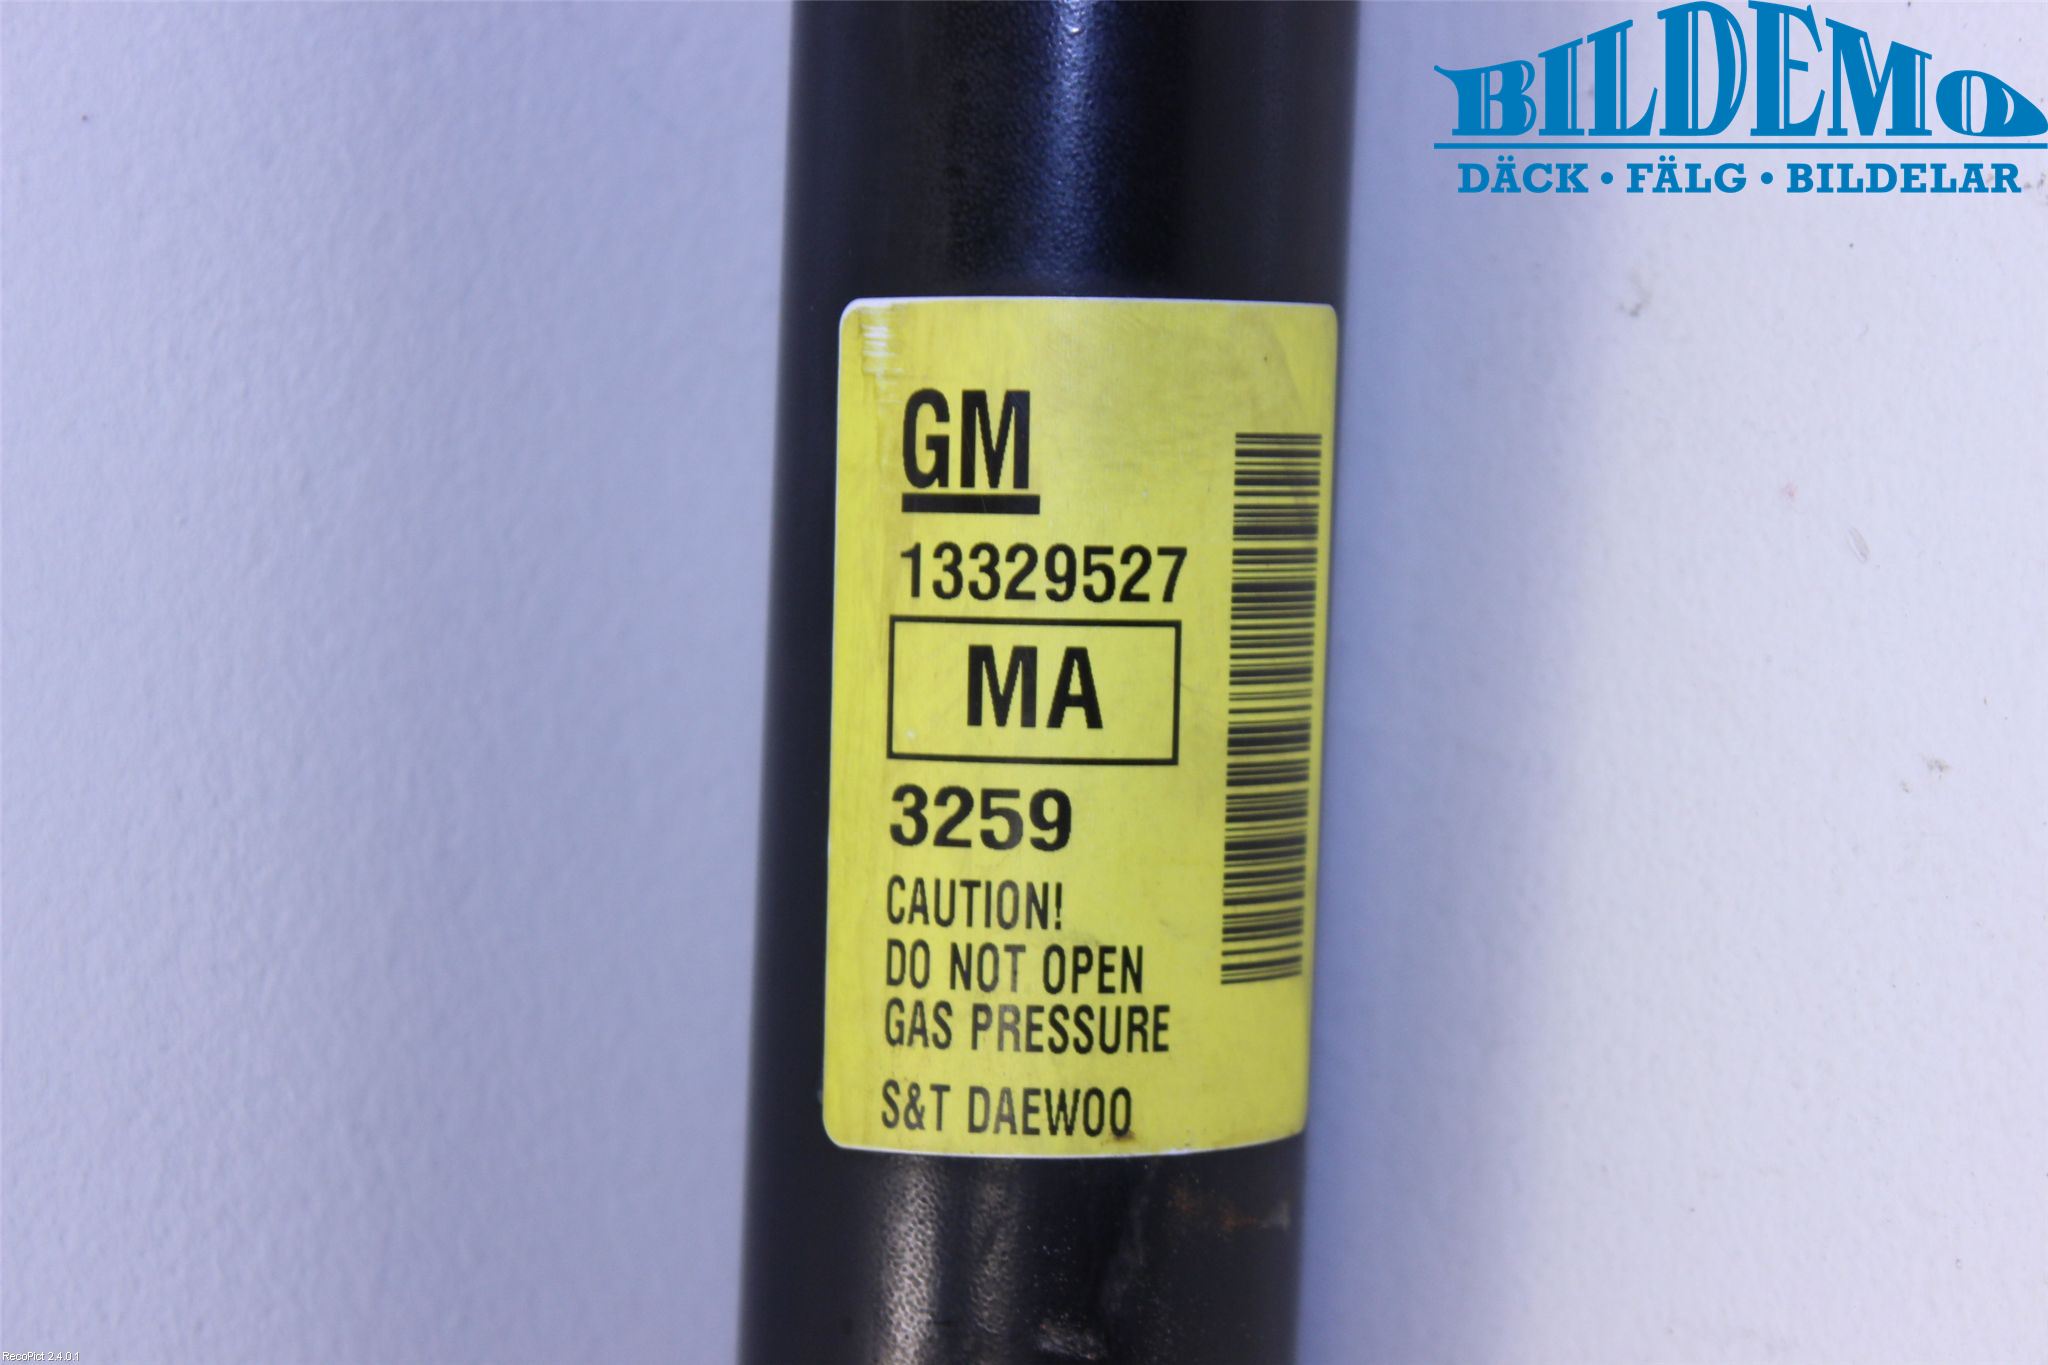 BILDEMO
DÄCK • FÄLG • BILDELAR
GM
13329527
MA
3259
CAUTION!
DO NOT OPEN
GAS PRESSURE
S&T DAEWOO
RecoPict 2.4.0.1